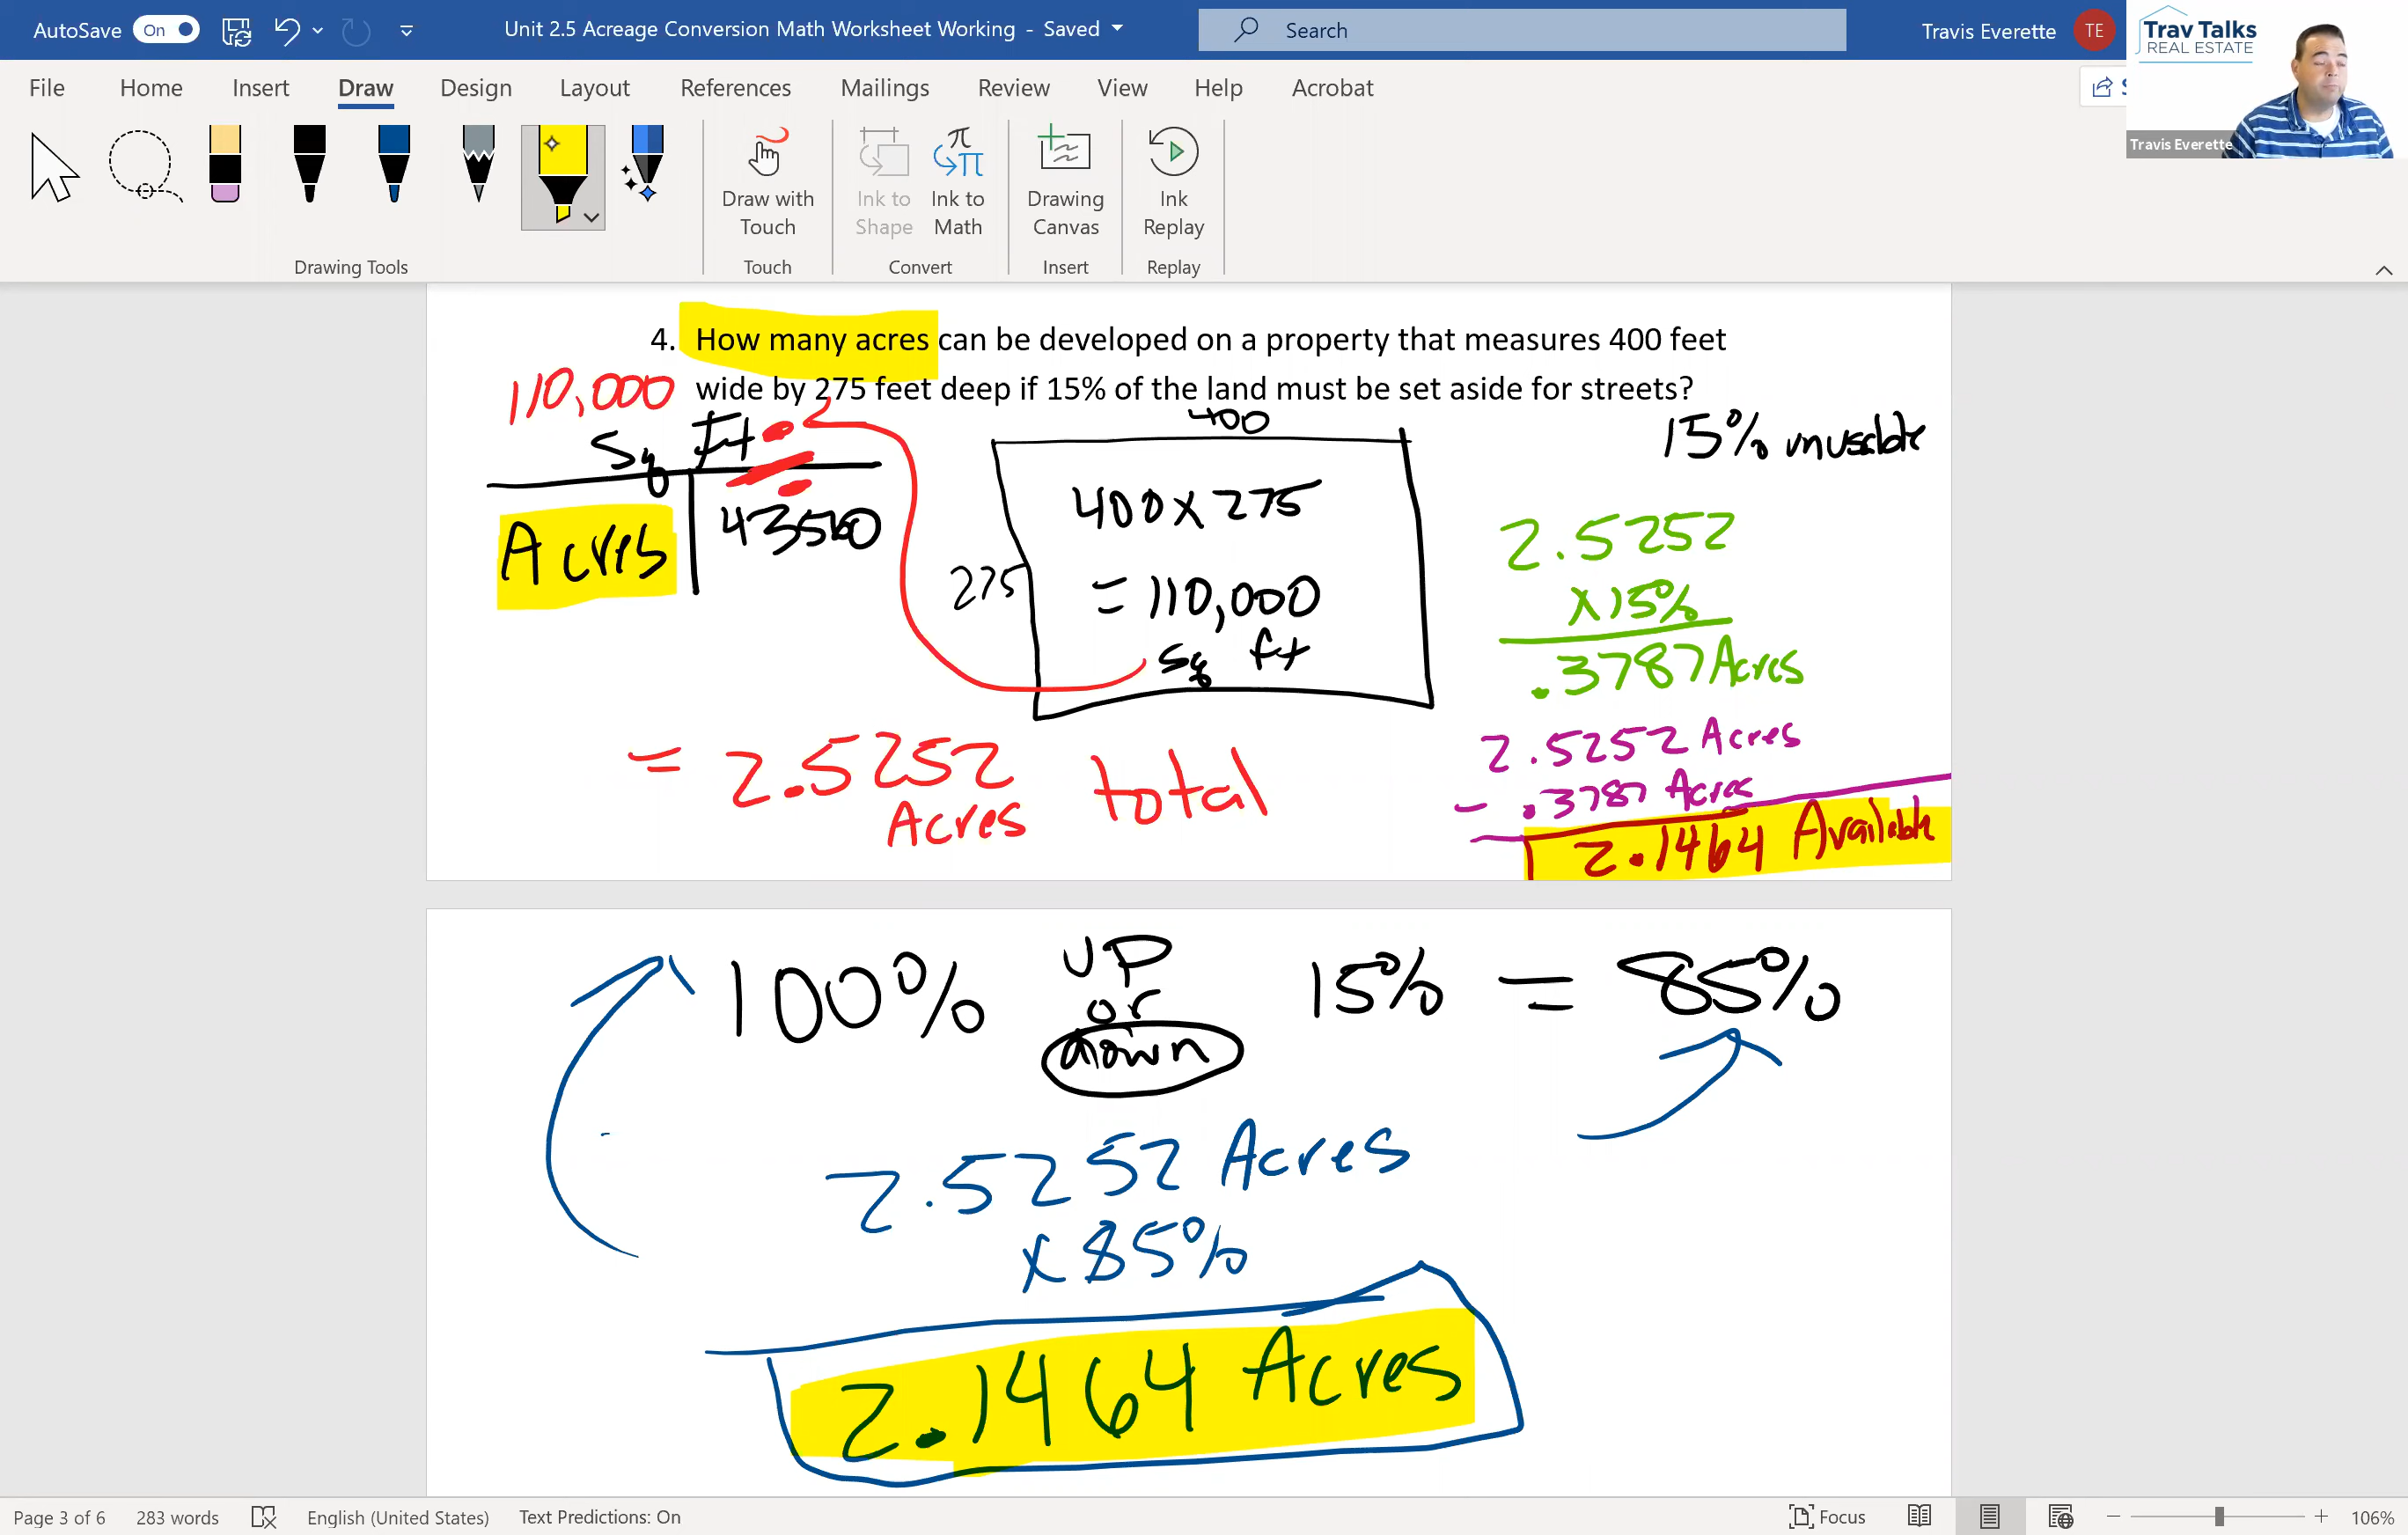 AutoSave On Unit 2.5 Acreage Conversion Math Worksheet Working - Saved Search Travis Everette TE
Trav Talks
REAL ESTATE
Travis Everette
File Home Insert Draw Design Layout References Mailings Review View Help Acrobat
Draw with Touch
Ink to Shape
Ink to Math
Drawing Canvas
Ink Replay
Drawing Tools Touch Convert Insert Replay
4. How many acres can be developed on a property that measures 400 feet
wide by 275 feet deep if 15% of the land must be set aside for streets?
110,000
Sq Ft
Acres 43560
400
275
400 x 275
= 110,000
Sq ft
= 2.5252
Acres
total
15% unusable
2.5252
x 15%
.3787 Acres
2.5252 Acres
- .3787 Acres
2.1464 Available
100% UP or down 15% = 85%
2.5252 Acres
x 85%
2.1464 Acres
Page 3 of 6 283 words English (United States) Text Predictions: On Focus 106%